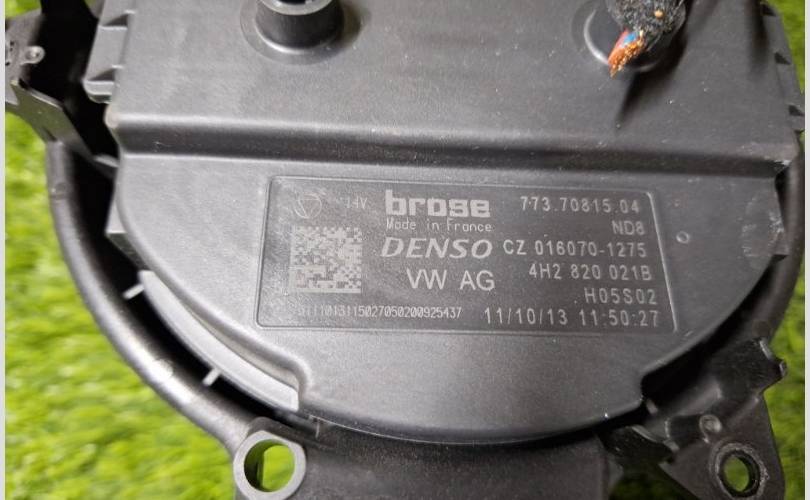 14V. brose 773.70815.04
Made in France ND8
DENSO CZ 016070-1275
VW AG 4H2 820 021B
H05S02
11/10/13 11:50:27